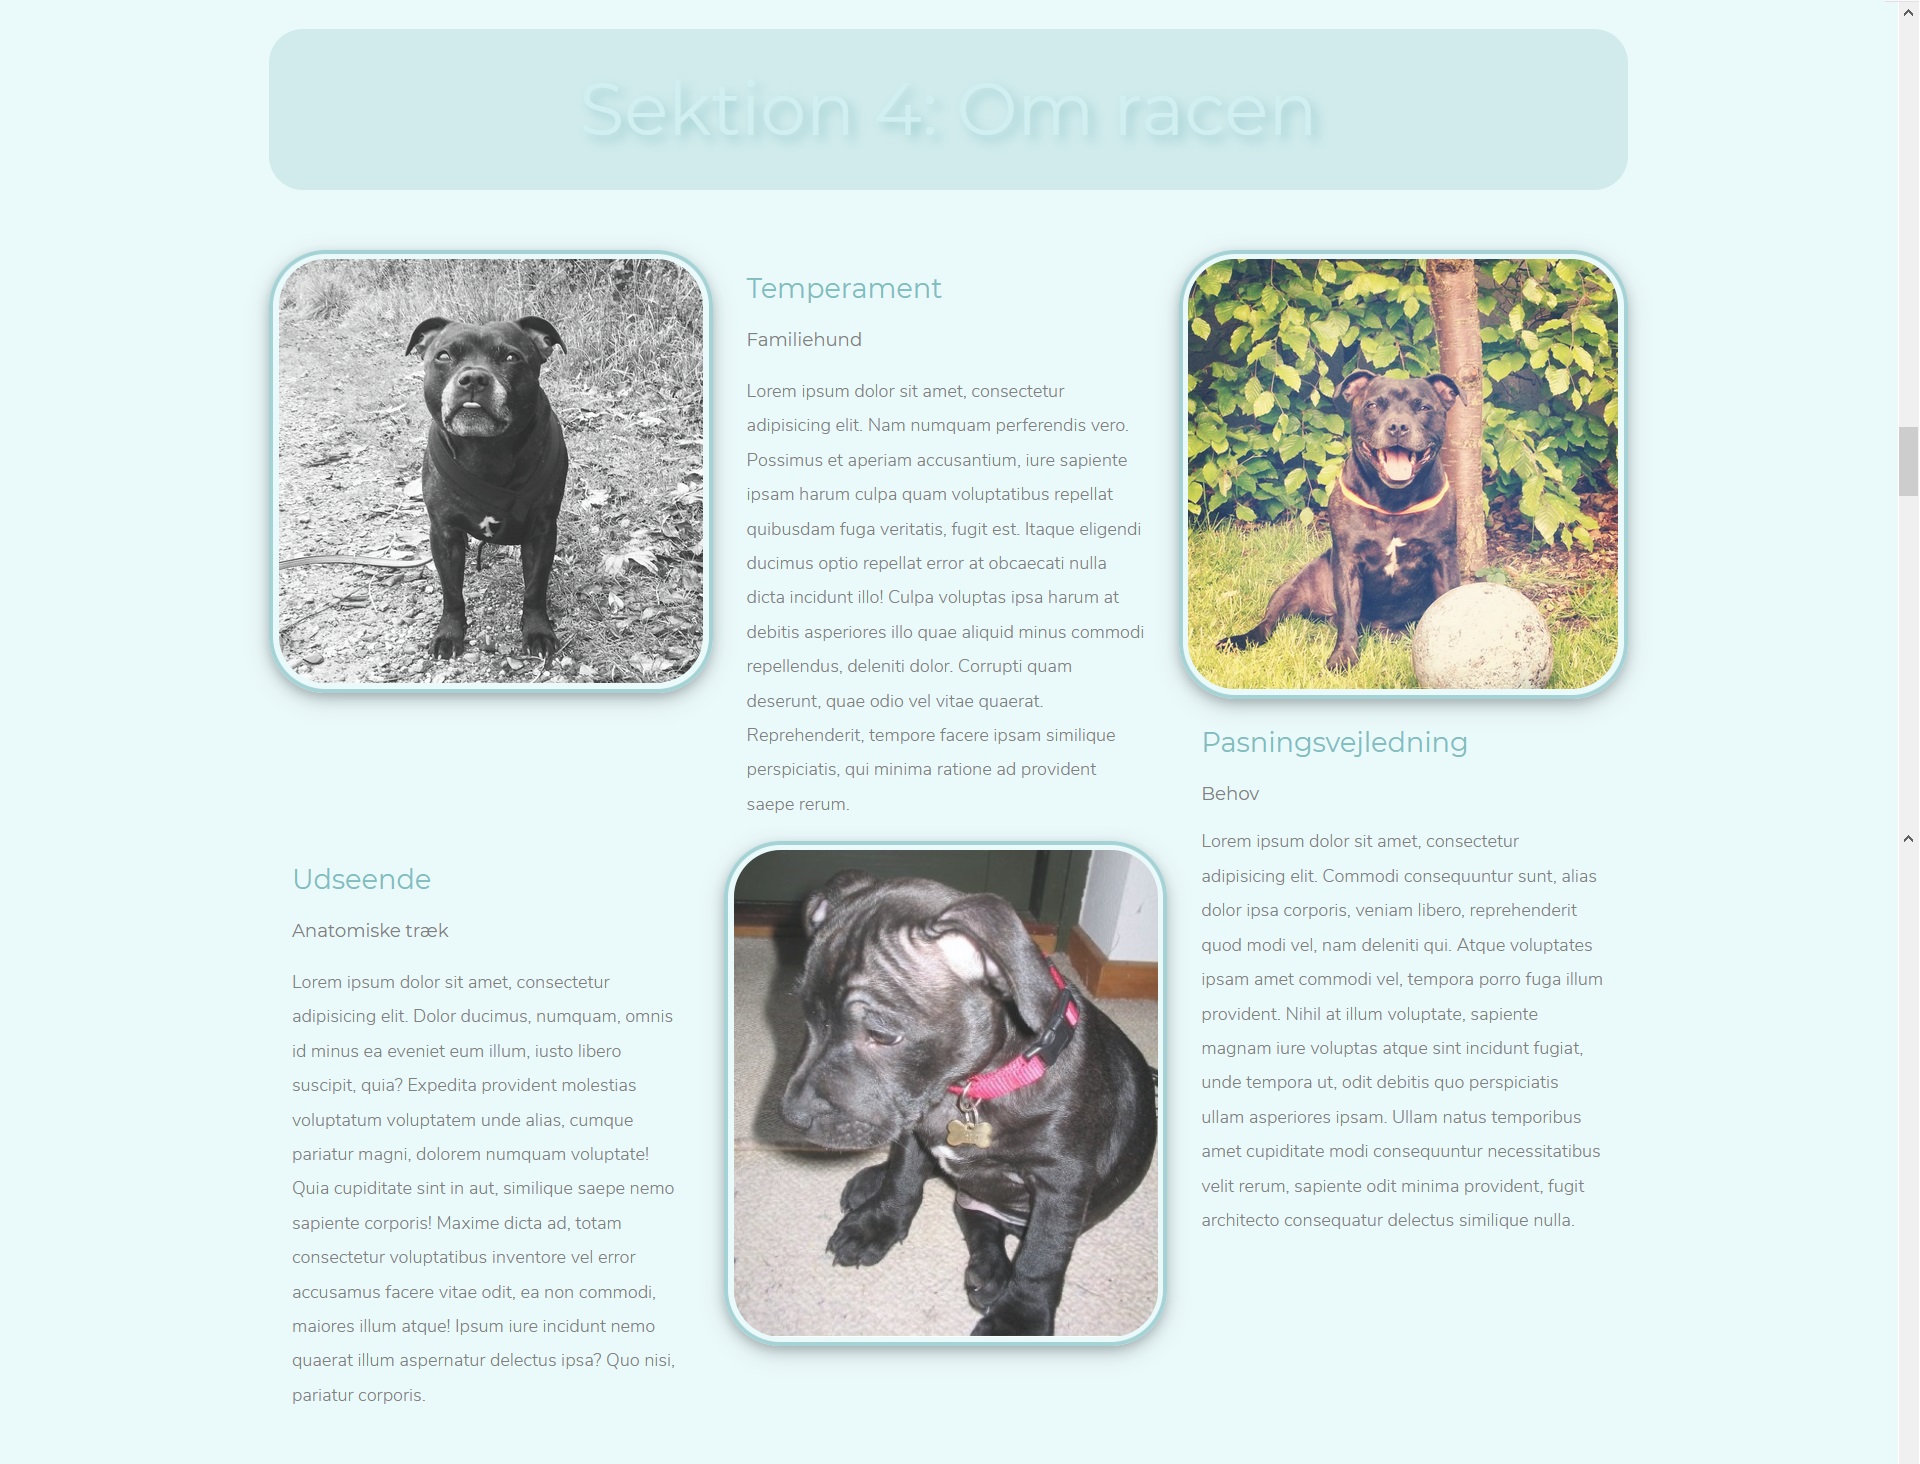 Sektion 4: Om racen
Temperament
Familiehund
Lorem ipsum dolor sit amet, consectetur
adipisicing elit. Nam numquam perferendis vero.
Possimus et aperiam accusantium, iure sapiente
ipsam harum culpa quam voluptatibus repellat
quibusdam fuga veritatis, fugit est. Itaque eligendi
ducimus optio repellat error at obcaecati nulla
dicta incidunt illo! Culpa voluptas ipsa harum at
debitis asperiores illo quae aliquid minus commodi
repellendus, deleniti dolor. Corrupti quam
deserunt, quae odio vel vitae quaerat.
Reprehenderit, tempore facere ipsam similique
perspiciatis, qui minima ratione ad provident
saepe rerum.
Pasningsvejledning
Behov
Lorem ipsum dolor sit amet, consectetur
adipisicing elit. Commodi consequuntur sunt, alias
dolor ipsa corporis, veniam libero, reprehenderit
quod modi vel, nam deleniti qui. Atque voluptates
ipsam amet commodi vel, tempora porro fuga illum
provident. Nihil at illum voluptate, sapiente
magnam iure voluptas atque sint incidunt fugiat,
unde tempora ut, odit debitis quo perspiciatis
ullam asperiores ipsam. Ullam natus temporibus
amet cupiditate modi consequuntur necessitatibus
velit rerum, sapiente odit minima provident, fugit
architecto consequatur delectus similique nulla.
Udseende
Anatomiske træk
Lorem ipsum dolor sit amet, consectetur
adipisicing elit. Dolor ducimus, numquam, omnis
id minus ea eveniet eum illum, iusto libero
suscipit, quia? Expedita provident molestias
voluptatum voluptatem unde alias, cumque
pariatur magni, dolorem numquam voluptate!
Quia cupiditate sint in aut, similique saepe nemo
sapiente corporis! Maxime dicta ad, totam
consectetur voluptatibus inventore vel error
accusamus facere vitae odit, ea non commodi,
maiores illum atque! Ipsum iure incidunt nemo
quaerat illum aspernatur delectus ipsa? Quo nisi,
pariatur corporis.